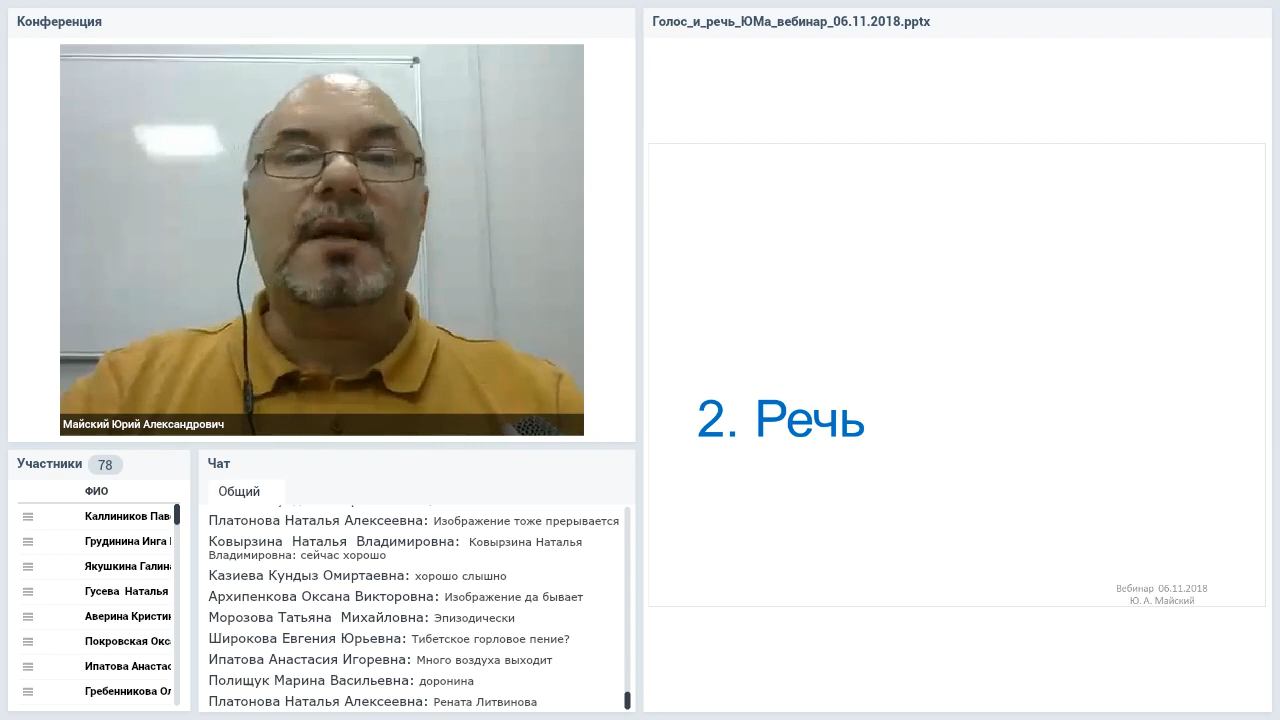 Конференция
Майский Юрий Александрович
Участники 78
ФИО
Каллиников Пав
Грудинина Инга
Якушкина Галин
Гусева Наталья
Аверина Кристи
Покровская Окс
Ипатова Анастас
Гребенникова Ол
Чат
Общий
Платонова Наталья Алексеевна: Изображение тоже прерывается
Ковырзина Наталья Владимировна: Ковырзина Наталья
Владимировна: сейчас хорошо
Казиева Кундыз Омиртаевна: хорошо слышно
Архипенкова Оксана Викторовна: Изображение да бывает
Морозова Татьяна Михайловна: Эпизодически
Широкова Евгения Юрьевна: Тибетское горловое пение?
Ипатова Анастасия Игоревна: Много воздуха выходит
Полищук Марина Васильевна: доронина
Платонова Наталья Алексеевна: Рената Литвинова
Голос_и_речь_ЮМа_вебинар_06.11.2018.pptx
2. Речь
Вебинар 06.11.2018
Ю. А. Майский